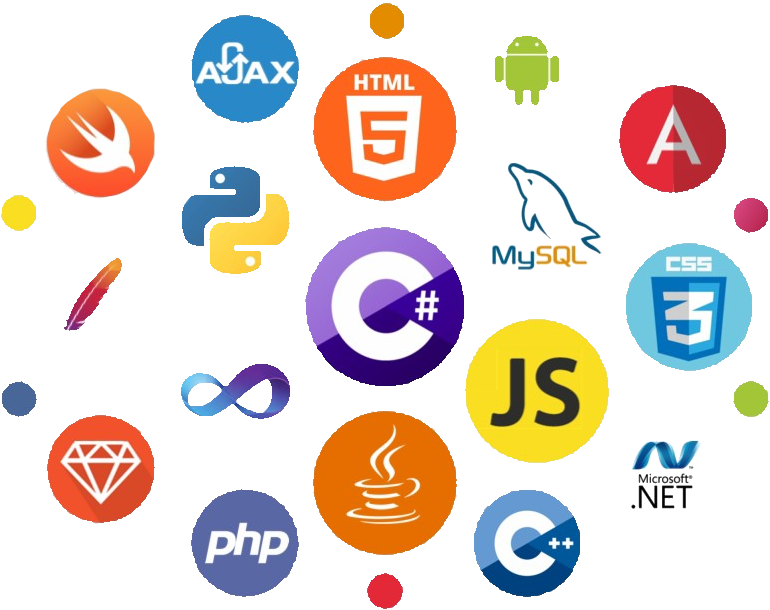 AJAX
HTML
5
A
MySQL
CSS
3
C#
JS
Microsoft®
.NET
php
C++